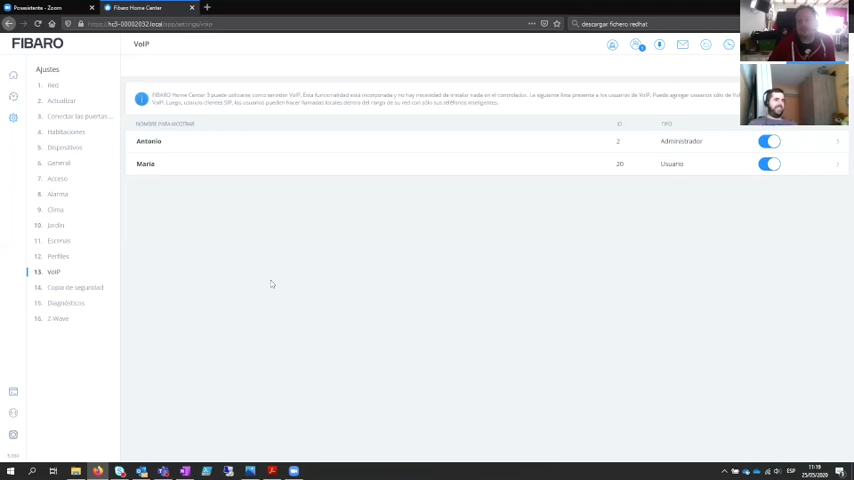 Posasistente - Zoom
Fibaro Home Center
https://hc3-00002032.local/app/settings/voip
descargar fichero redhat
FIBARO
VoIP
Ajustes
1. Red
2. Actualizar
3. Conectar las puertas ...
4. Habitaciones
5. Dispositivos
6. General
7. Acceso
8. Alarma
9. Clima
10. Jardín
11. Escenas
12. Perfiles
13. VoIP
14. Copia de seguridad
15. Diagnósticos
16. Z-Wave
FIBARO Home Center 3 puede utilizarse como servidor VoIP. Esta funcionalidad está incorporada y no hay necesidad de instalar nada en el controlador. La siguiente lista presenta a los usuarios de VoIP. Puede agregar usuarios sólo de
VoIP. Luego, usando clientes SIP, los usuarios pueden hacer llamadas locales dentro del rango de su red con sólo sus teléfonos inteligentes.
NOMBRE PARA MOSTRAR ID TIPO
Antonio 2 Administrador
Maria 20 Usuario
ESP
11:19
25/05/2020